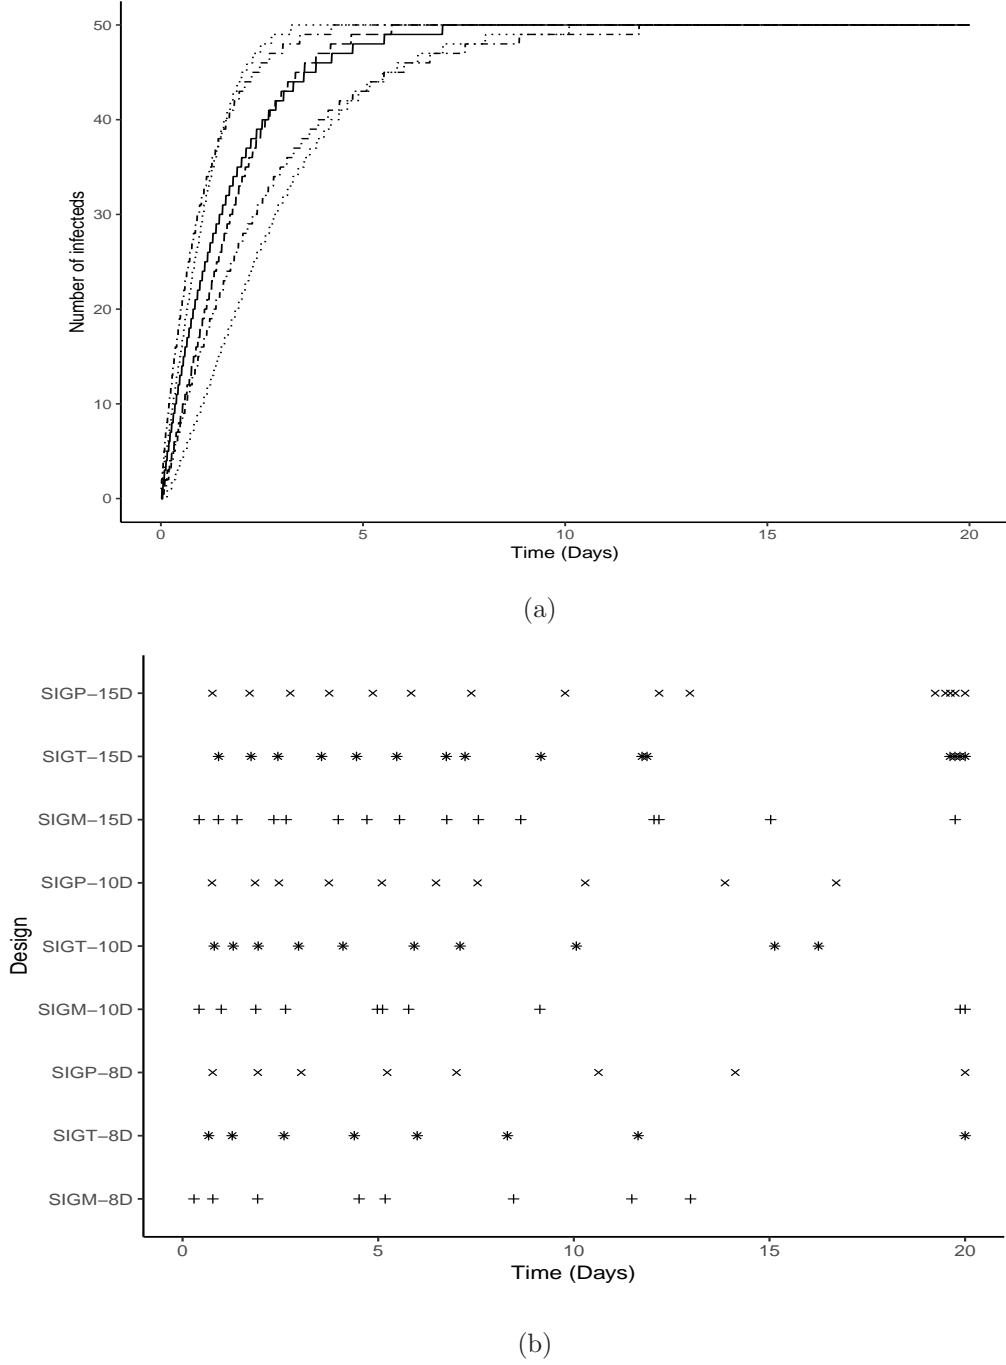 50
40
30
20
10
0
Number of infecteds
0 5 10 15 20
Time (Days)
(a)
SIGP−15D
SIGT−15D
SIGM−15D
SIGP−10D
SIGT−10D
SIGM−10D
SIGP−8D
SIGT−8D
SIGM−8D
Design
0 5 10 15 20
Time (Days)
(b)